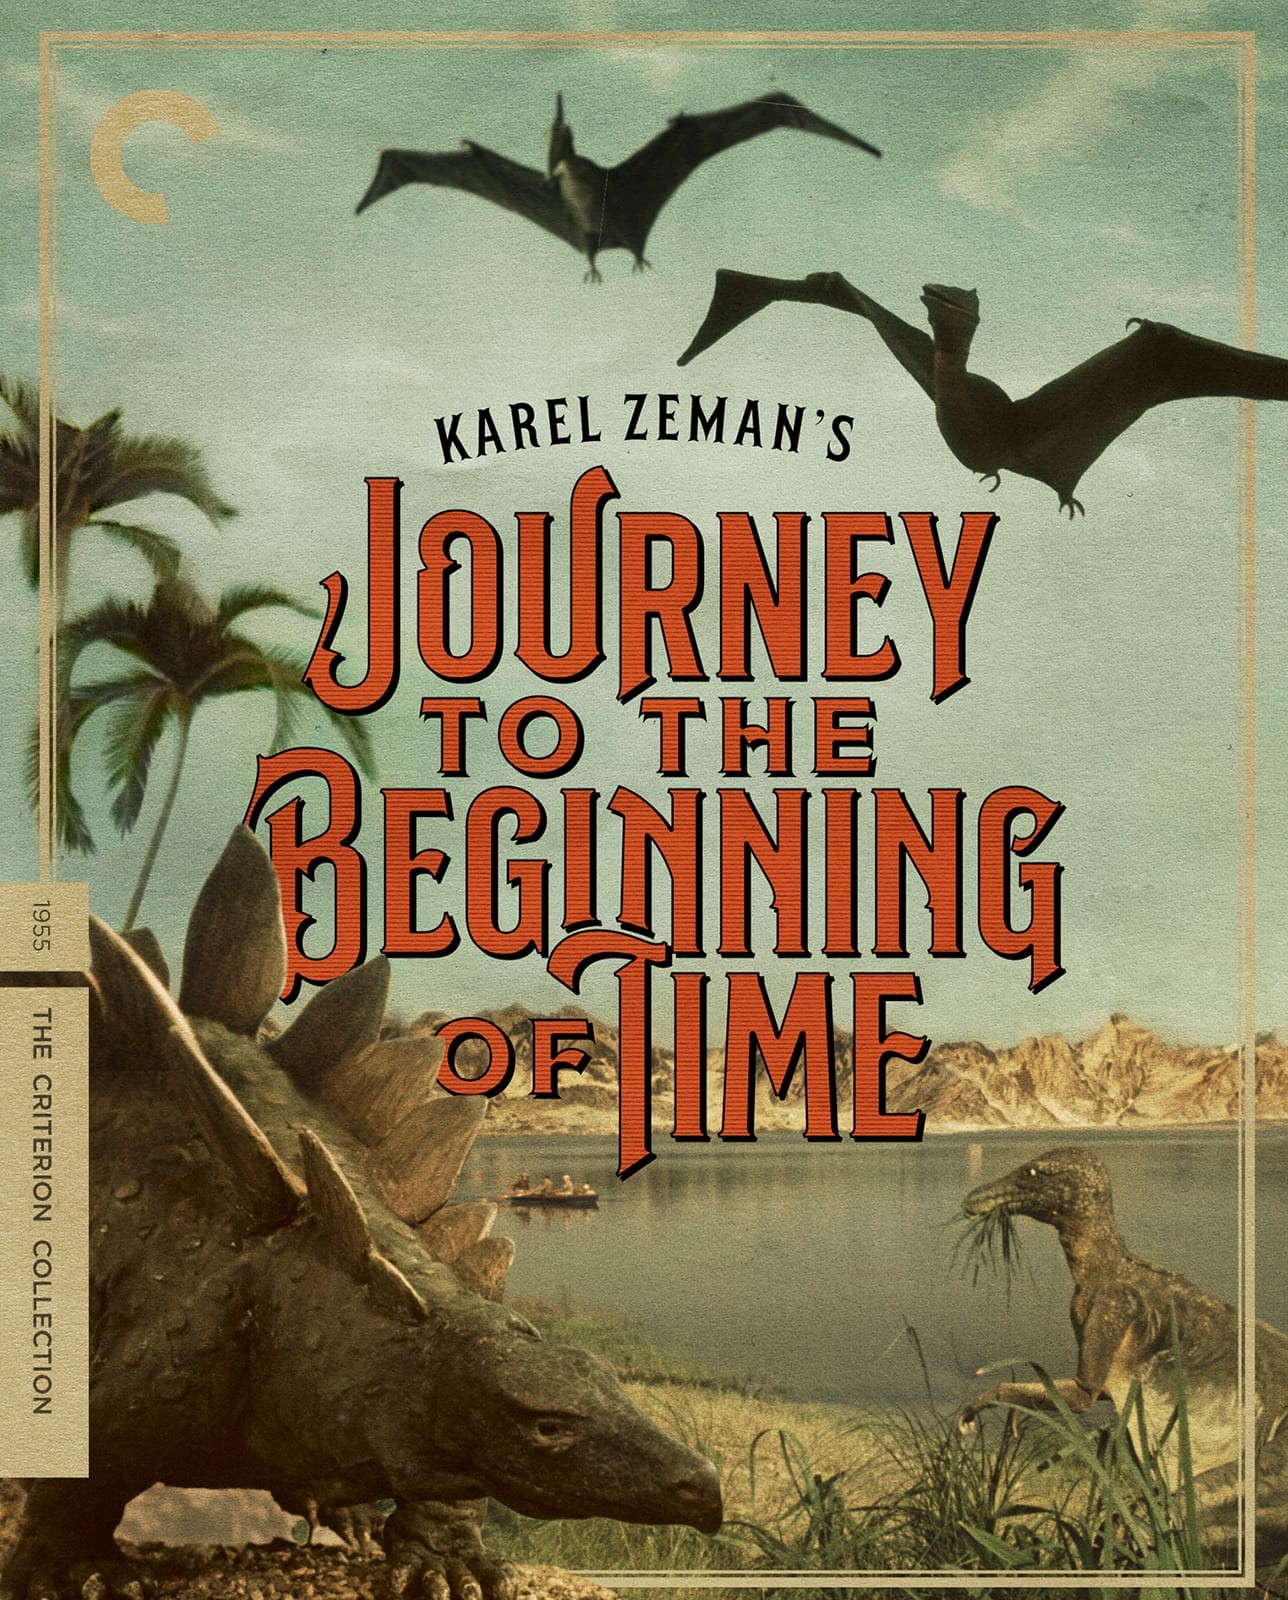 KAREL ZEMAN'S
JOURNEY
TO THE
BEGINNING
OF TIME
1955
THE CRITERION COLLECTION